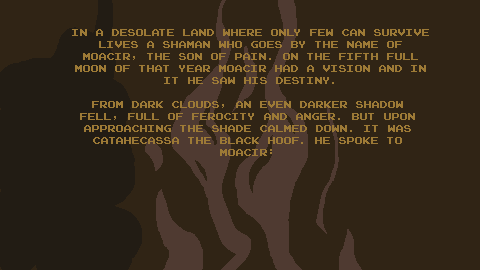 IN A DESOLATE LAND WHERE ONLY FEW CAN SURVIVE
LIVES A SHAMAN WHO GOES BY THE NAME OF
MOACIR, THE SON OF PAIN. ON THE FIFTH FULL
MOON OF THAT YEAR MOACIR HAD A VISION AND IN
IT HE SAW HIS DESTINY.
FROM DARK CLOUDS, AN EVEN DARKER SHADOW
FELL, FULL OF FEROCITY AND ANGER. BUT UPON
APPROACHING THE SHADE CALMED DOWN. IT WAS
CATAHECASSA THE BLACK HOOF. HE SPOKE TO
MOACIR: